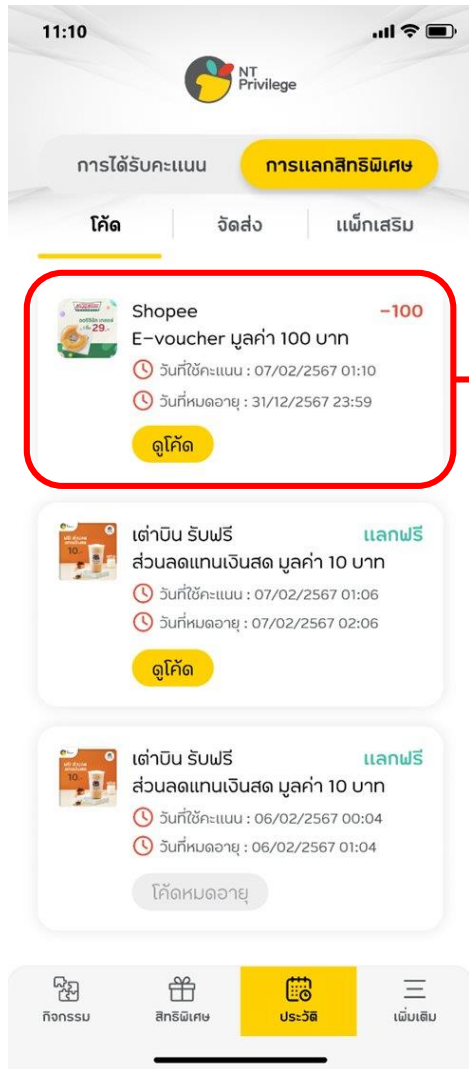 11:10
NT
Privilege
การได้รับคะแนน
การแลกสิทธิพิเศษ
โค้ด
จัดส่ง
แพ็กเสริม
Shopee
-100
29.-
E-voucher มูลค่า 100 บาท
วันที่ใช้คะแนน : 07/02/2567 01:10
วันที่หมดอายุ : 31/12/2567 23:59
ดูโค้ด
เต่าบิน รับฟรี
แลกฟรี
10.-
ส่วนลดแทนเงินสด มูลค่า 10 บาท
วันที่ใช้คะแนน : 07/02/2567 01:06
วันที่หมดอายุ : 07/02/2567 02:06
ดูโค้ด
เต่าบิน รับฟรี
แลกฟรี
10.-
ส่วนลดแทนเงินสด มูลค่า 10 บาท
วันที่ใช้คะแนน : 06/02/2567 00:04
วันที่หมดอายุ : 06/02/2567 01:04
โค้ดหมดอายุ
กิจกรรม
สิทธิพิเศษ
ประวัติ
เพิ่มเติม